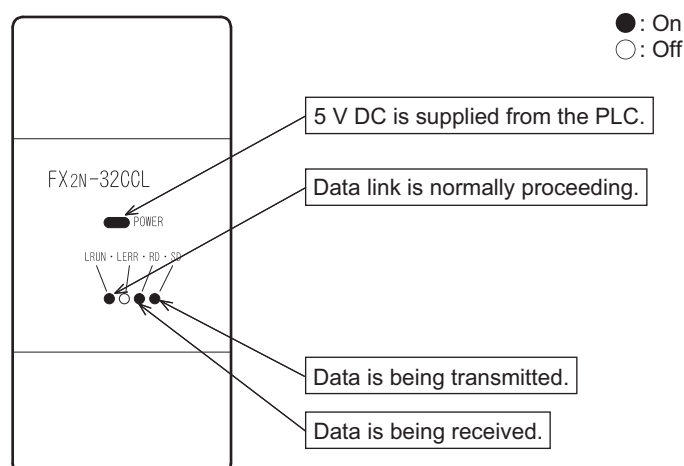 ●: On
○: Off
5 V DC is supplied from the PLC.
FX2N-32CCL
Data link is normally proceeding.
POWER
LRUN・LERR・RD・SD
Data is being transmitted.
Data is being received.